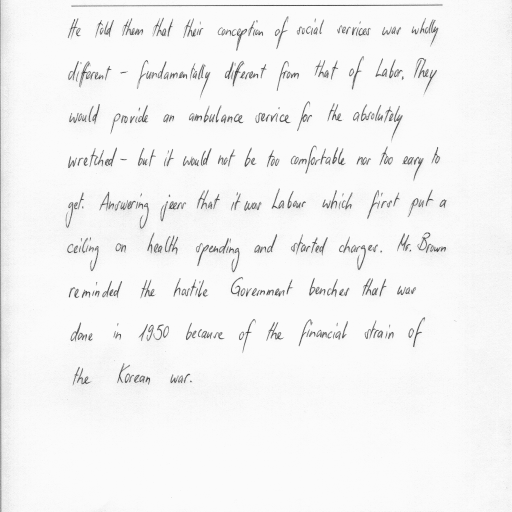 He told them that their conception of social services was wholly
different - fundamentally different from that of Labor. They
would provide an ambulance service for the absolutely
wretched - but it would not be too comfortable nor too easy to
get. Answering jeers that it was Labour which first put a
ceiling on health spending and started charges. Mr. Brown
reminded the hostile Government benches that was
done in 1950 because of the financial strain of
the Korean war.